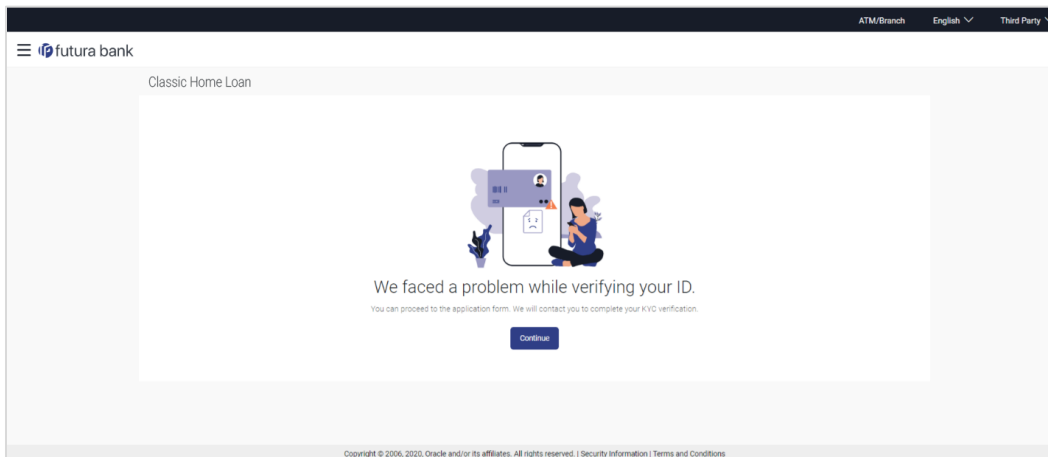 ATM/Branch English Third Party
futura bank
Classic Home Loan
We faced a problem while verifying your ID.
You can proceed to the application form. We will contact you to complete your KYC verification.
Continue
Copyright © 2006, 2020, Oracle and/or its affiliates. All rights reserved. | Security Information | Terms and Conditions